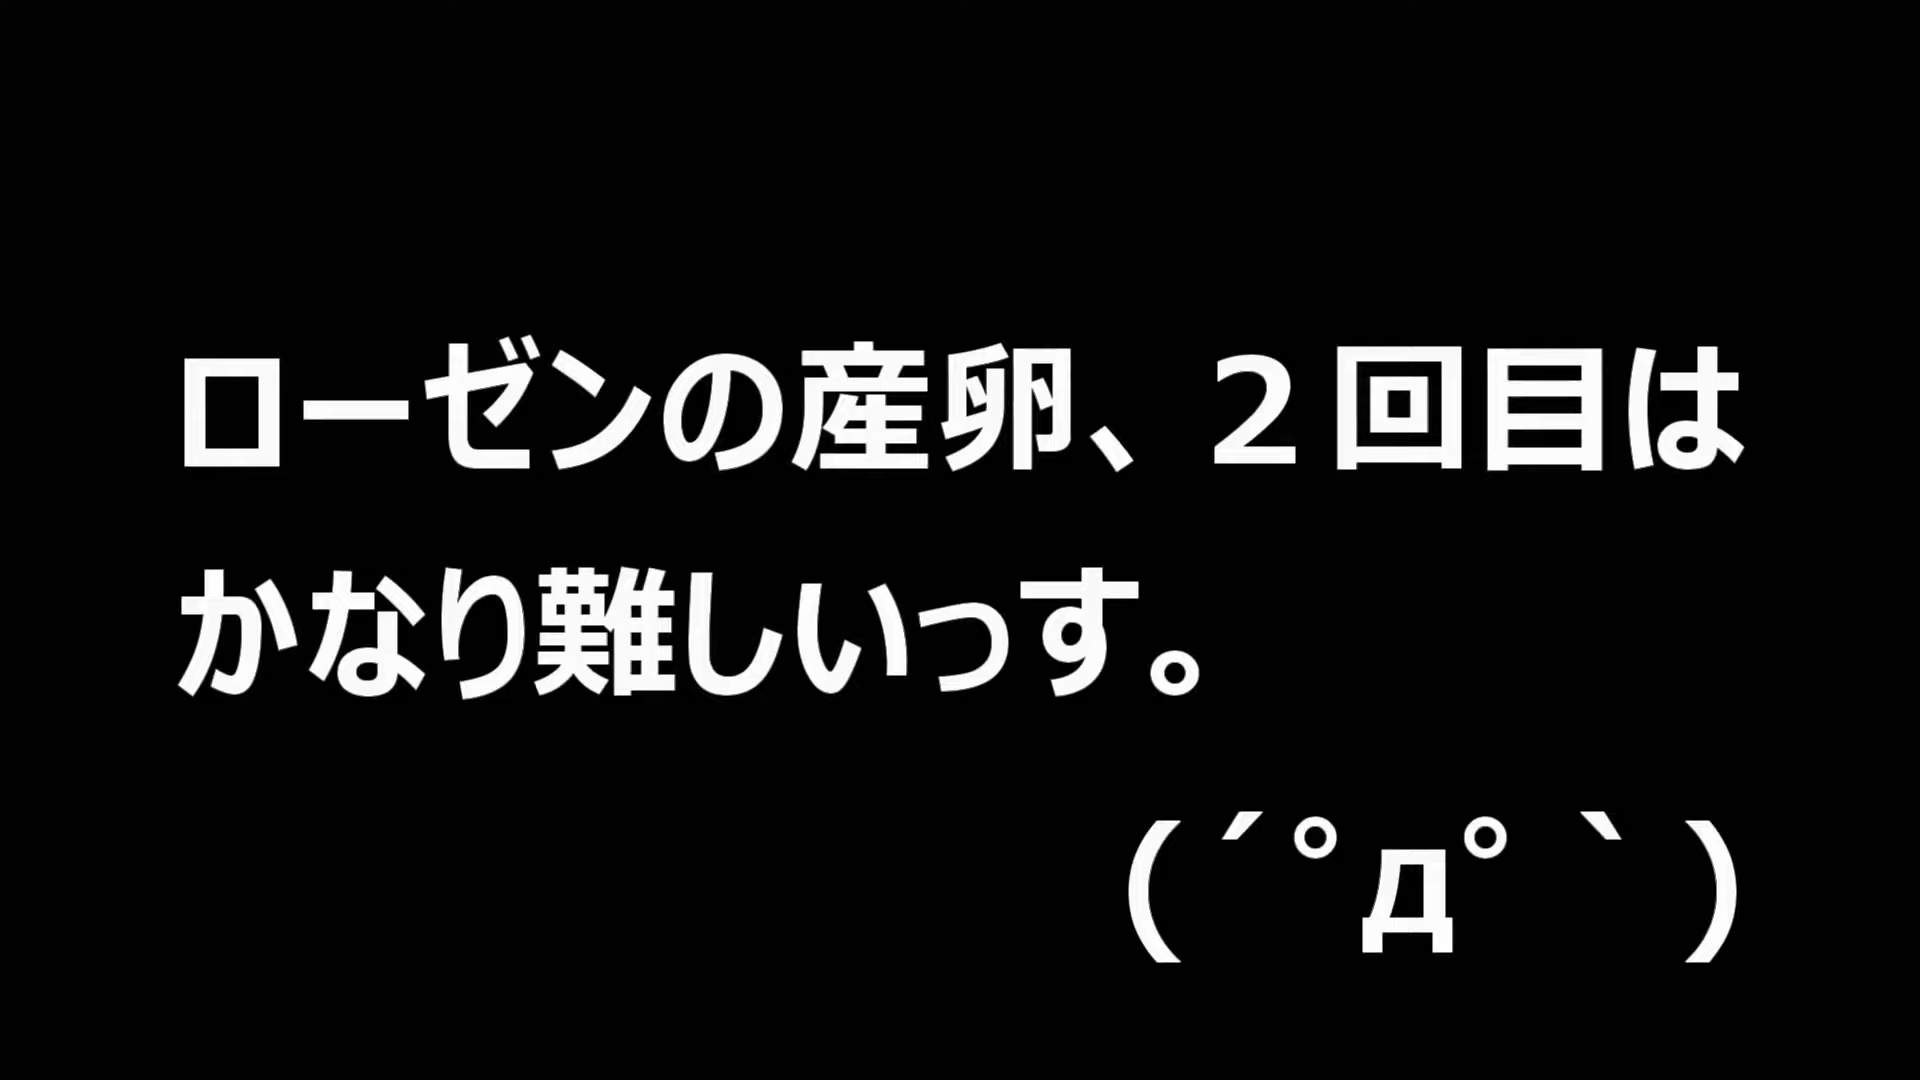 ローゼンの産卵、２回目は
かなり難しいっす。
（´°д°｀）